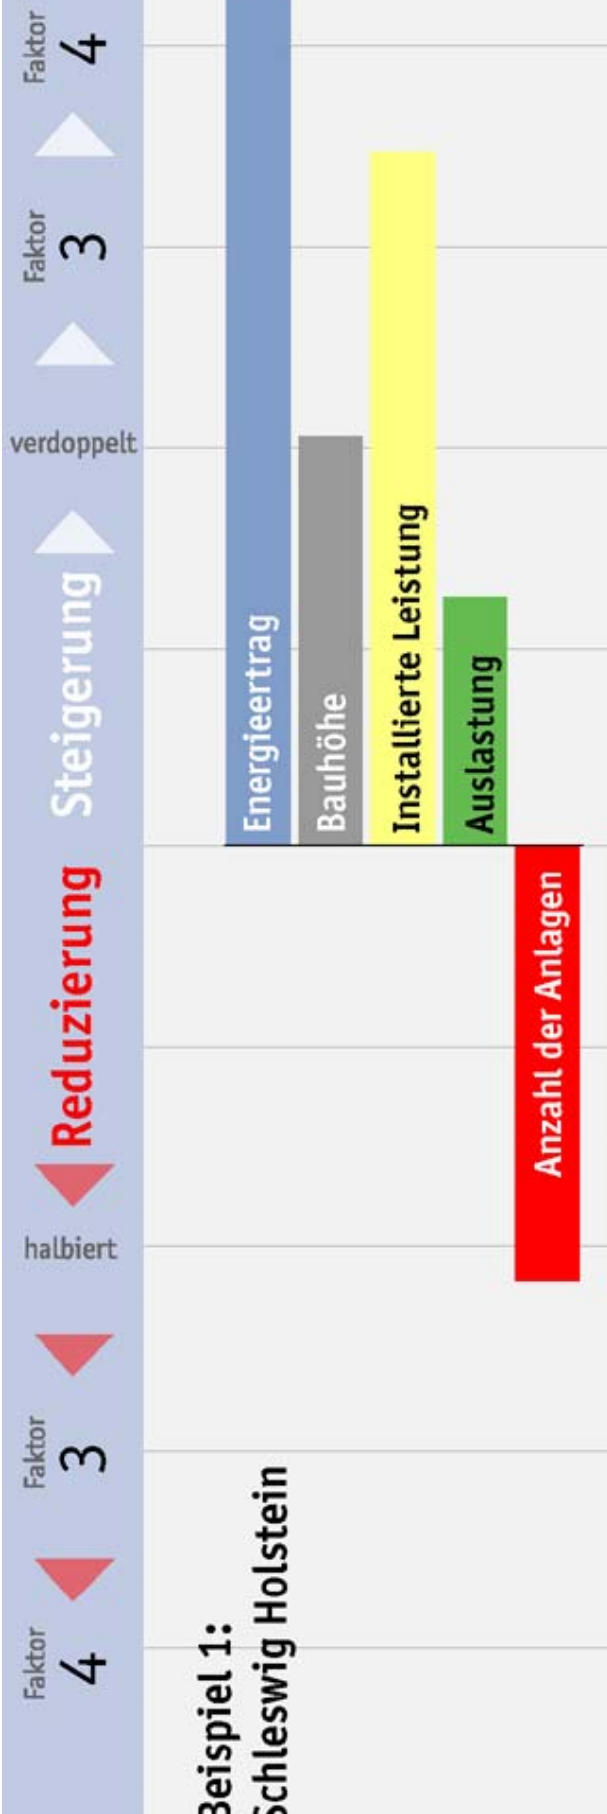 Faktor
4
Faktor
3
halbiert
Reduzierung
Steigerung
verdoppelt
Faktor
3
Faktor
4
Beispiel 1:
Schleswig Holstein
Energieertrag
Bauhöhe
Installierte Leistung
Auslastung
Anzahl der Anlagen